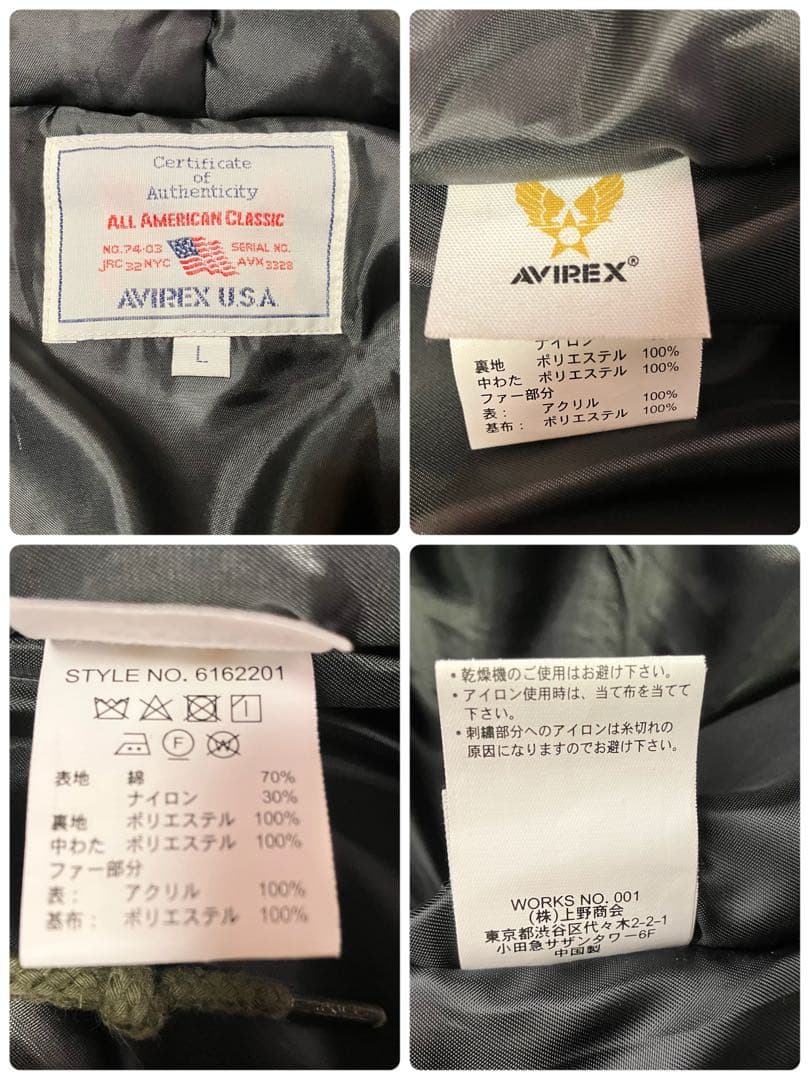 Certificate
of
Authenticity
ALL AMERICAN CLASSIC
NO.74-03 SERIAL NO.
JRC 32 NYC AVX 3328
AVIREX U.S.A
L
AVIREX®
ナイロン
裏地 ポリエステル 100%
中わた ポリエステル 100%
ファー部分
表: アクリル 100%
基布: ポリエステル 100%
STYLE NO. 6162201
F W
表地 綿 70%
ナイロン 30%
裏地 ポリエステル 100%
中わた ポリエステル 100%
ファー部分
表: アクリル 100%
基布: ポリエステル 100%
・乾燥機のご使用はお避け下さい。
・アイロン使用時は、当て布を当てて
下さい。
・刺繍部分へのアイロンは糸切れの
原因になりますのでお避け下さい。
WORKS NO. 001
(株)上野商会
東京都渋谷区代々木2-2-1
小田急サザンタワー6F
中国製